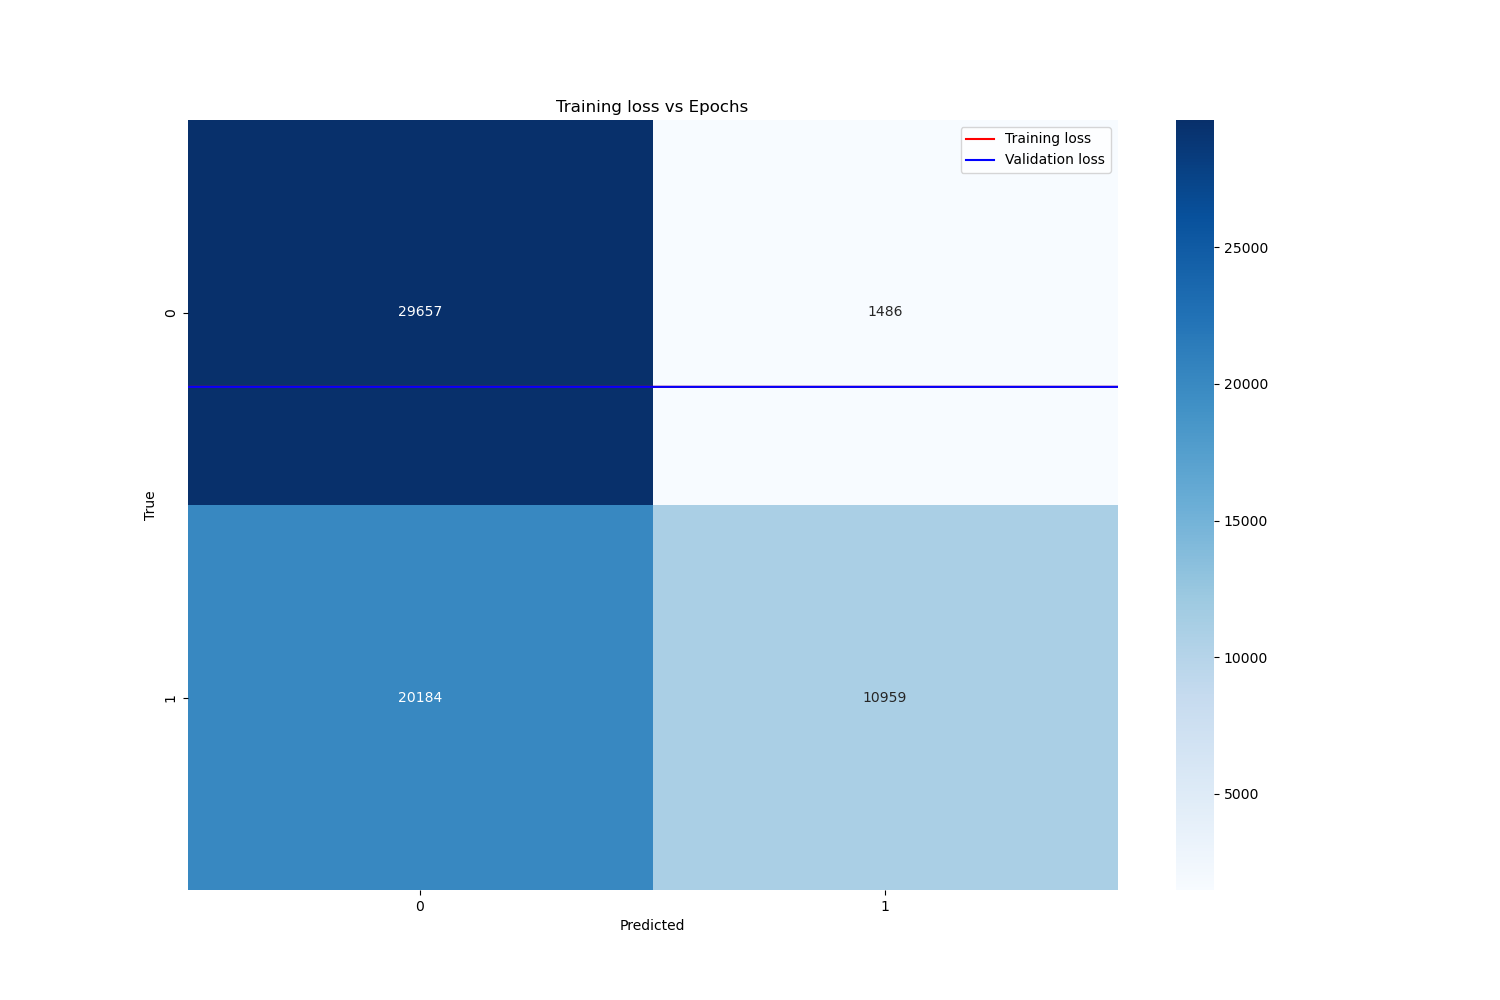 Training loss vs Epochs
Training loss
Validation loss
0
29657
1486
True
1
20184
10959
0
1
Predicted
25000
20000
15000
10000
5000